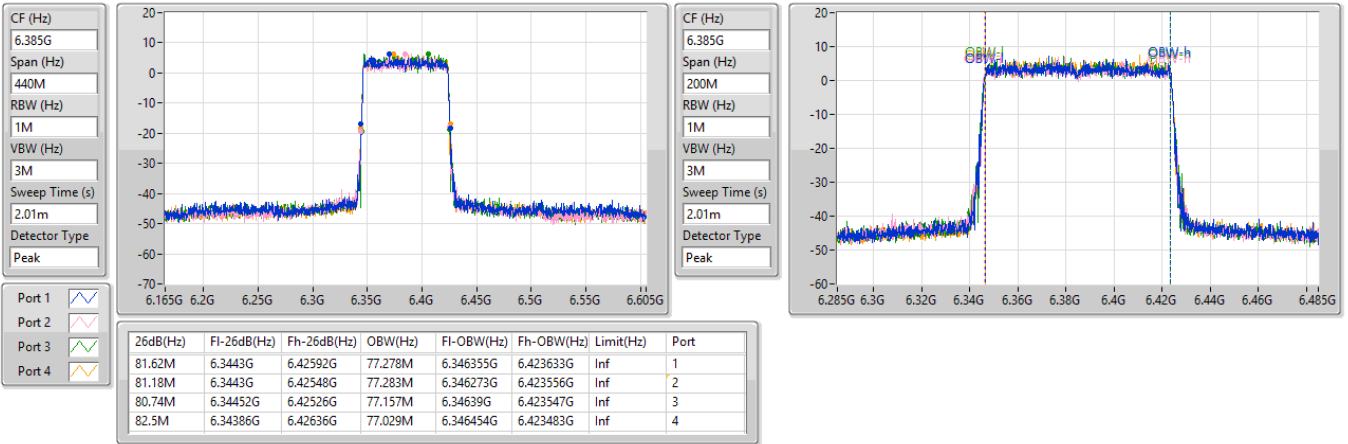 CF (Hz)
6.385G
Span (Hz)
440M
RBW (Hz)
1M
VBW (Hz)
3M
Sweep Time (s)
2.01m
Detector Type
Peak
20
10
0
-10
-20
-30
-40
-50
-60
-70
6.165G 6.2G 6.25G 6.3G 6.35G 6.4G 6.45G 6.5G 6.55G 6.605G
CF (Hz)
6.385G
Span (Hz)
200M
RBW (Hz)
1M
VBW (Hz)
3M
Sweep Time (s)
2.01m
Detector Type
Peak
20
10
0
-10
-20
-30
-40
-50
-60
OBW-l OBW-h
6.285G 6.3G 6.32G 6.34G 6.36G 6.38G 6.4G 6.42G 6.44G 6.46G 6.485G
Port 1
Port 2
Port 3
Port 4
26dB(Hz) Fl-26dB(Hz) Fh-26dB(Hz) OBW(Hz) Fl-OBW(Hz) Fh-OBW(Hz) Limit(Hz) Port
81.62M 6.3443G 6.42592G 77.278M 6.346355G 6.423633G Inf 1
81.18M 6.3443G 6.42548G 77.283M 6.346273G 6.423556G Inf 2
80.74M 6.34452G 6.42526G 77.157M 6.34639G 6.423547G Inf 3
82.5M 6.34386G 6.42636G 77.029M 6.346454G 6.423483G Inf 4